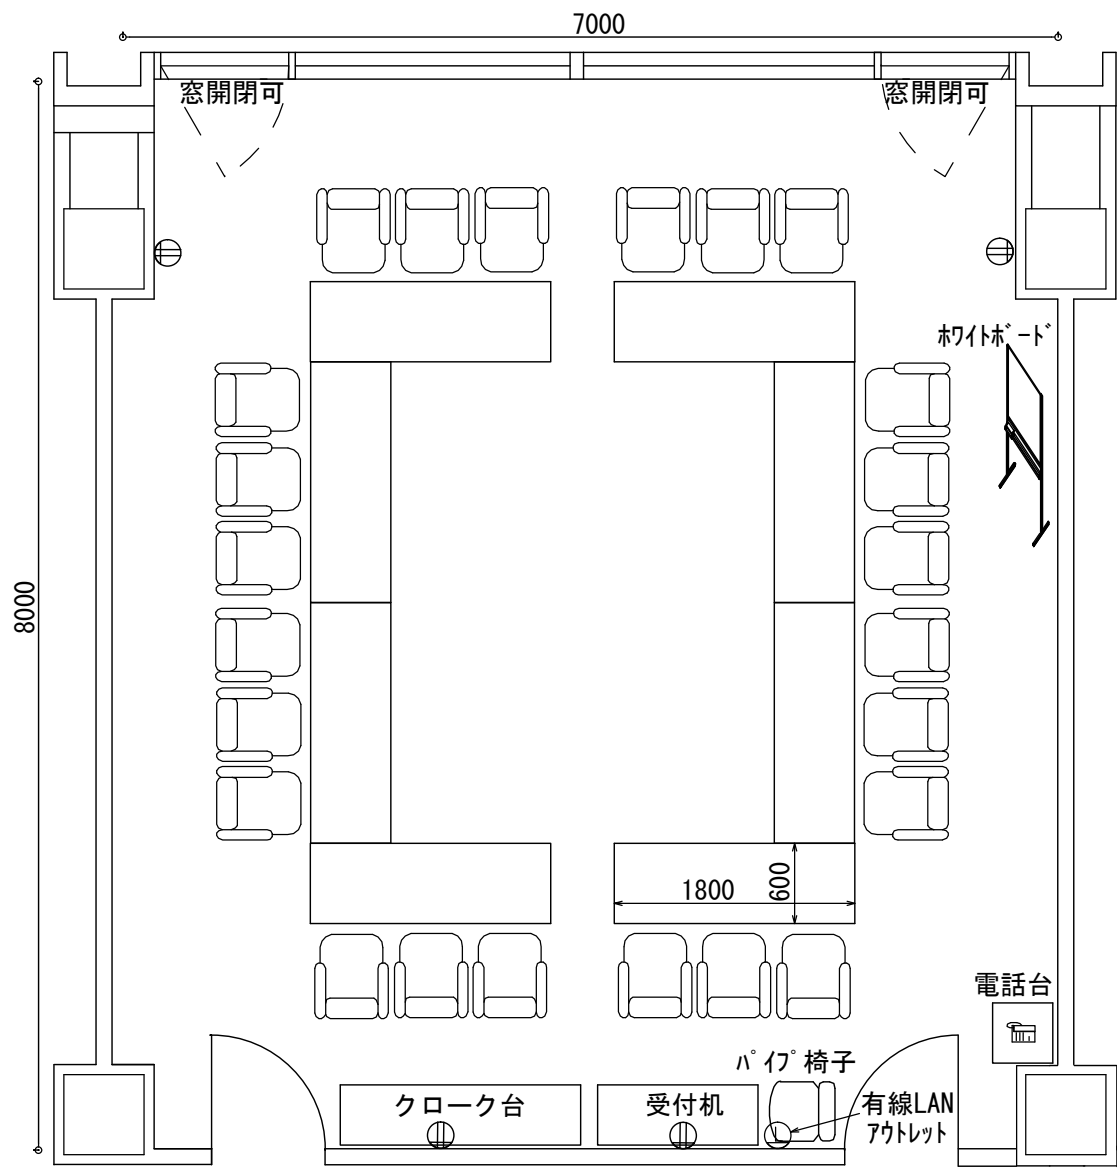 7000
窓開閉可
窓開閉可
ホワイトボード
8000
1800
600
電話台
パイプ椅子
クローク台
受付机
有線LAN
アウトレット